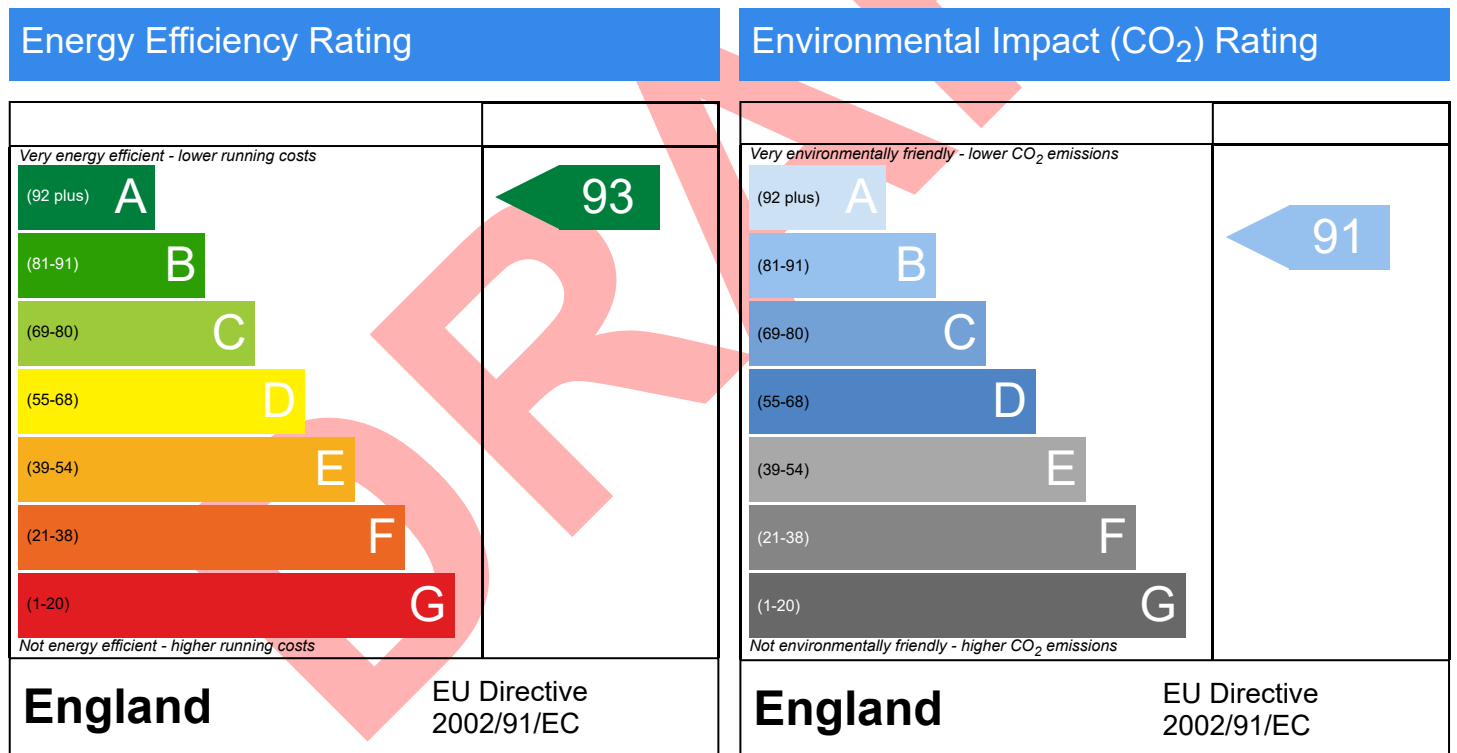 Energy Efficiency Rating
Very energy efficient - lower running costs
(92 plus) A
93
(81-91) B
(69-80) C
(55-68) D
(39-54) E
(21-38) F
(1-20) G
Not energy efficient - higher running costs
England
EU Directive
2002/91/EC
Environmental Impact (CO₂) Rating
Very environmentally friendly - lower CO₂ emissions
(92 plus) A
(81-91) B
91
(69-80) C
(55-68) D
(39-54) E
(21-38) F
(1-20) G
Not environmentally friendly - higher CO₂ emissions
England
EU Directive
2002/91/EC